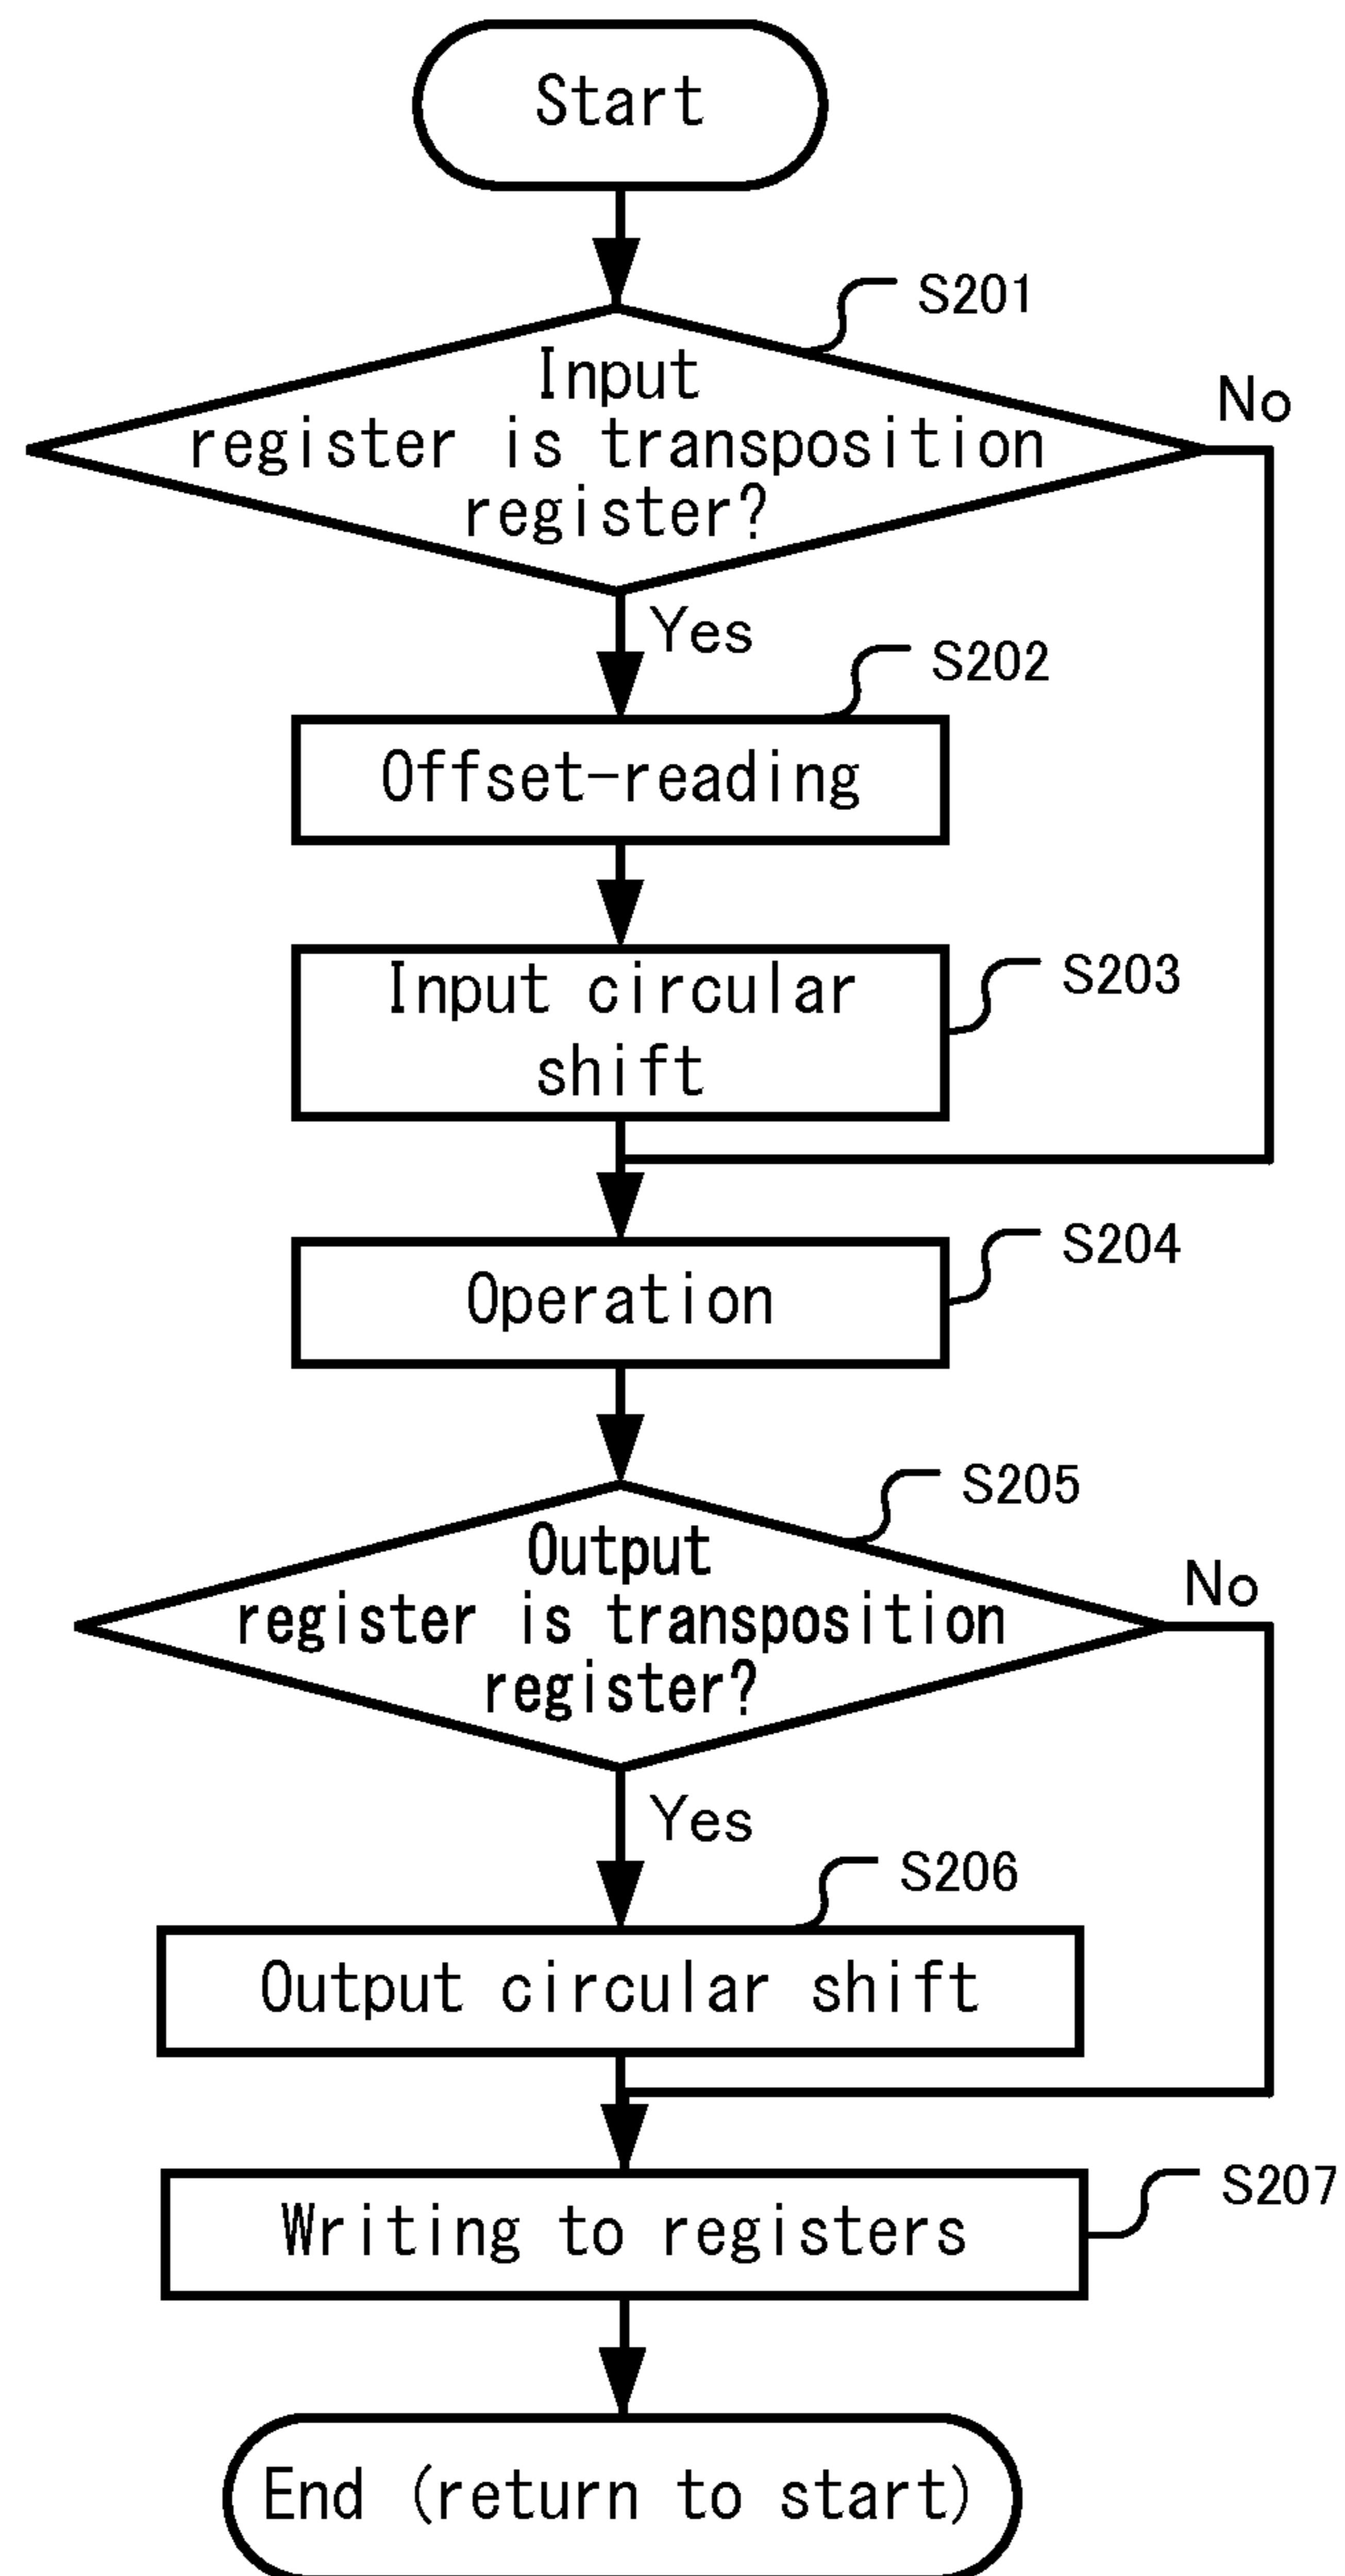 Start
S201
Input
register is transposition
register?
No
Yes
S202
Offset-reading
Input circular
shift
S203
Operation
S204
S205
Output
register is transposition
register?
No
Yes
S206
Output circular shift
Writing to registers
S207
End (return to start)